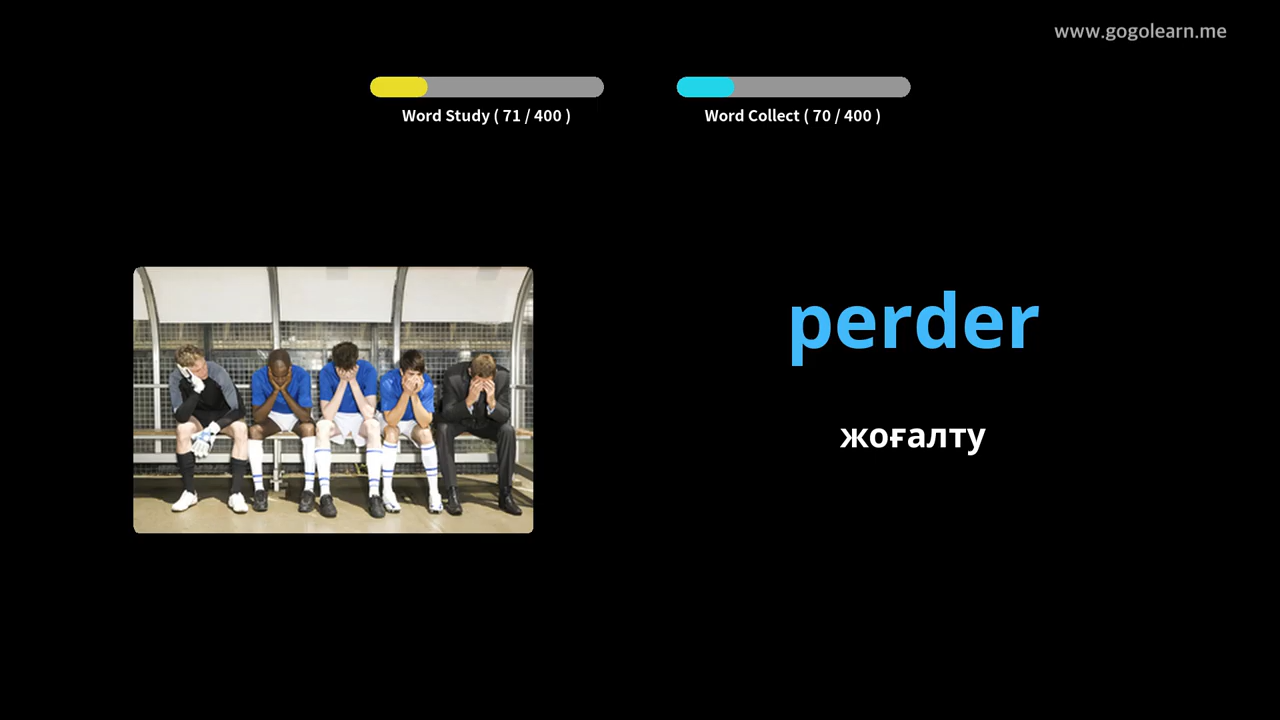 www.gogolearn.me
Word Study ( 71 / 400 )
Word Collect ( 70 / 400 )
perder
жоғалту